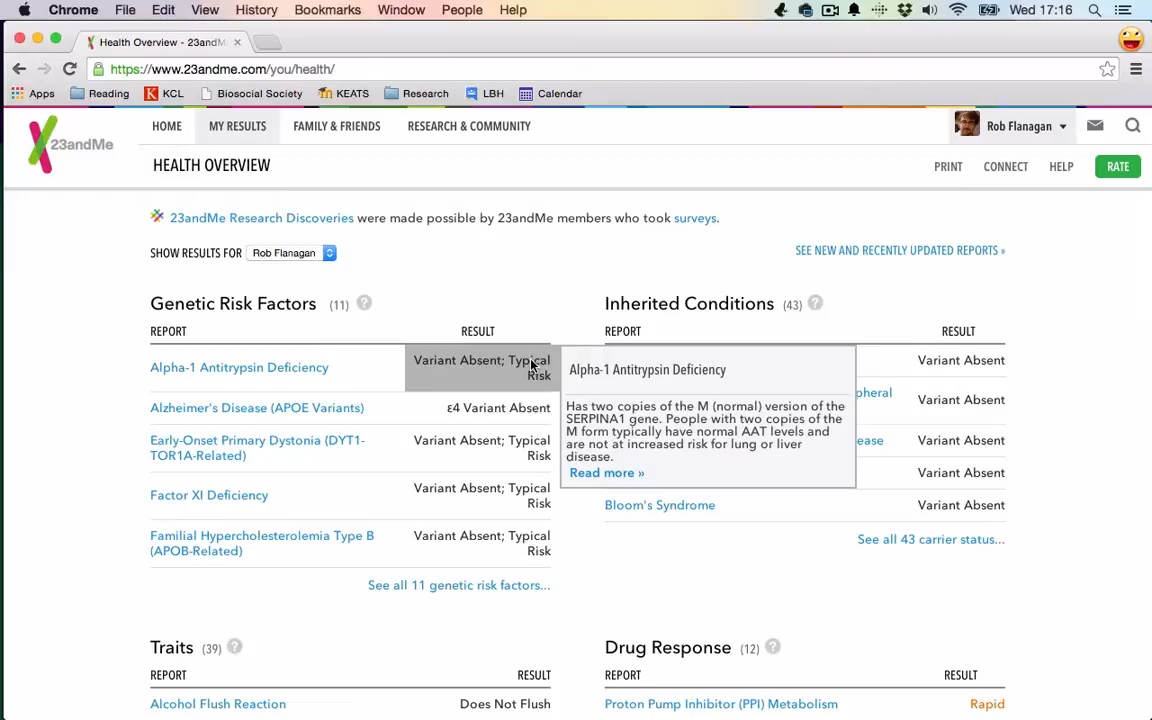 Chrome File Edit View History Bookmarks Window People Help Wed 17:16
Health Overview - 23andMe
https://www.23andme.com/you/health/
Apps Reading KCL Biosocial Society KEATS Research LBH Calendar
23andMe
HOME MY RESULTS FAMILY & FRIENDS RESEARCH & COMMUNITY Rob Flanagan
HEALTH OVERVIEW PRINT CONNECT HELP RATE
23andMe Research Discoveries were made possible by 23andMe members who took surveys.
SHOW RESULTS FOR Rob Flanagan SEE NEW AND RECENTLY UPDATED REPORTS »
Genetic Risk Factors (11) ?
REPORT RESULT
Alpha-1 Antitrypsin Deficiency Variant Absent; Typical
Risk
Alzheimer's Disease (APOE Variants) ε4 Variant Absent
Early-Onset Primary Dystonia (DYT1- Variant Absent; Typical
TOR1A-Related) Risk
Factor XI Deficiency Variant Absent; Typical
Risk
Familial Hypercholesterolemia Type B Variant Absent; Typical
(APOB-Related) Risk
See all 11 genetic risk factors...
Inherited Conditions (43) ?
REPORT RESULT
Variant Absent
pheral Variant Absent
ease Variant Absent
Variant Absent
Bloom's Syndrome Variant Absent
See all 43 carrier status...
Alpha-1 Antitrypsin Deficiency
Has two copies of the M (normal) version of the
SERPINA1 gene. People with two copies of the
M form typically have normal AAT levels and
are not at increased risk for lung or liver
disease.
Read more »
Traits (39) ?
REPORT RESULT
Alcohol Flush Reaction Does Not Flush
Drug Response (12) ?
REPORT RESULT
Proton Pump Inhibitor (PPI) Metabolism Rapid